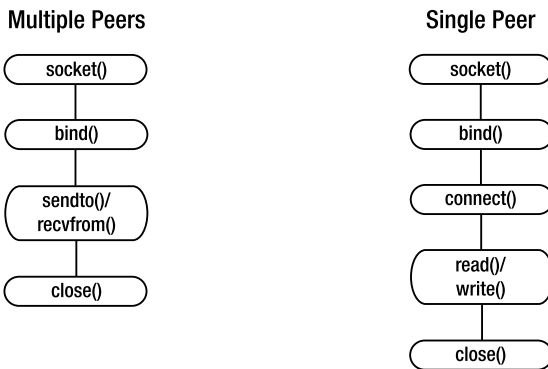 Multiple Peers
socket()
bind()
sendto()/
recvfrom()
close()
Single Peer
socket()
bind()
connect()
read()/
write()
close()